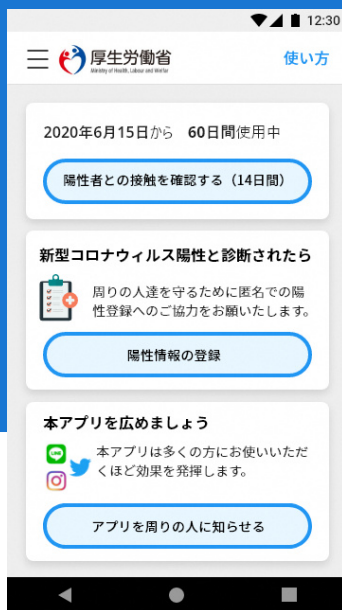 12:30
厚生労働省
Ministry of Health, Labour and Welfar
使い方
2020年6月15日から 60日間使用中
陽性者との接触を確認する（14日間）
新型コロナウィルス陽性と診断されたら
周りの人達を守るために匿名での陽
性登録へのご協力をお願いいたします。
陽性情報の登録
本アプリを広めましょう
LINE
本アプリは多くの方にお使いいただ
くほど効果を発揮します。
アプリを周りの人に知らせる